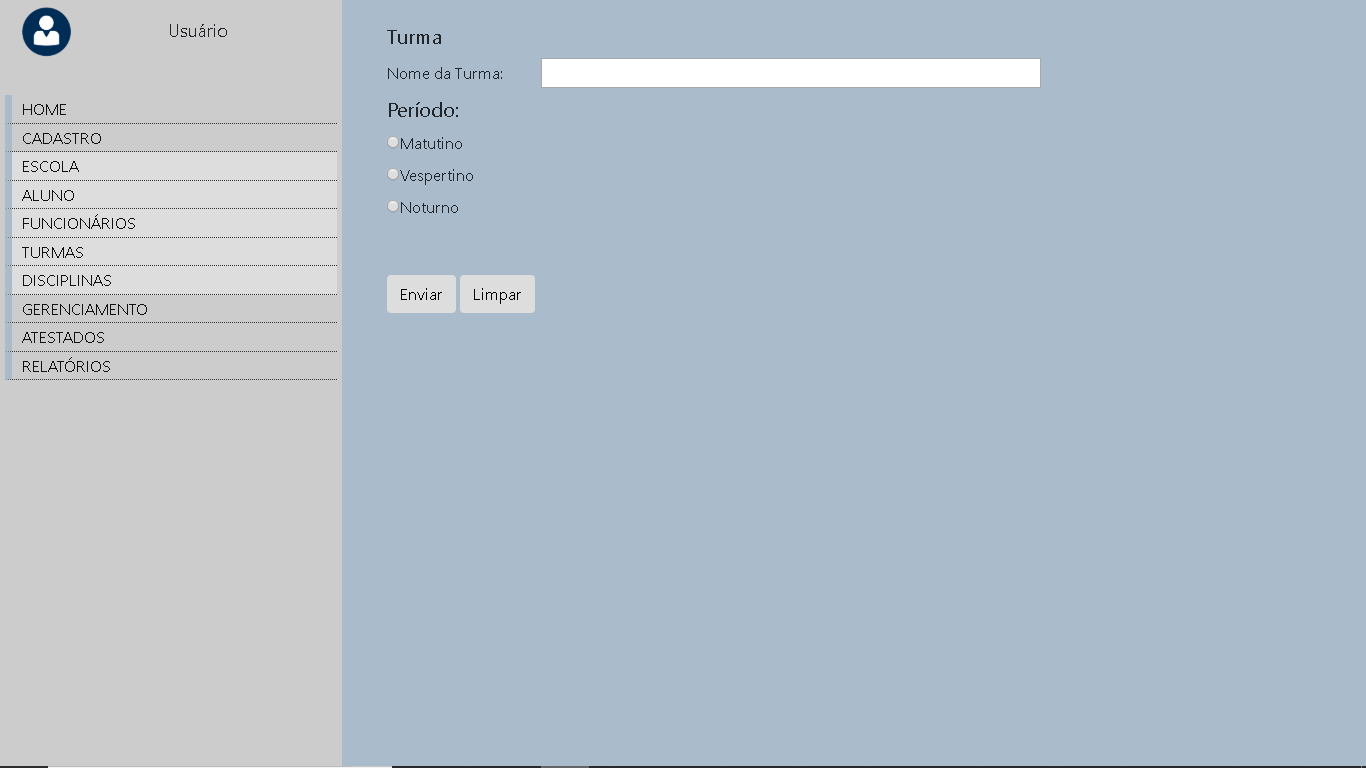 Usuário
HOME
CADASTRO
ESCOLA
ALUNO
FUNCIONÁRIOS
TURMAS
DISCIPLINAS
GERENCIAMENTO
ATESTADOS
RELATÓRIOS
Turma
Nome da Turma:
Período:
Matutino
Vespertino
Noturno
Enviar Limpar